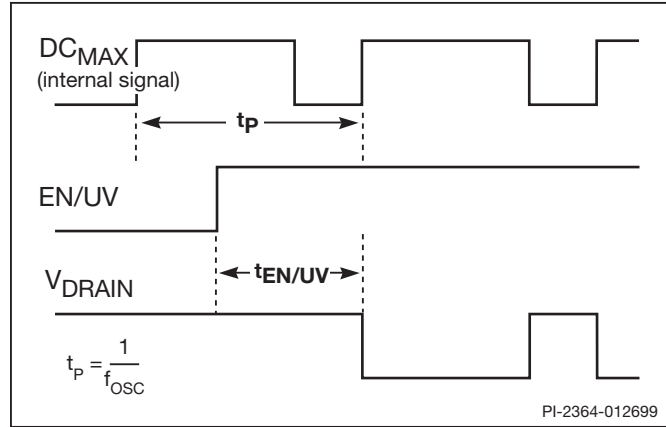 DCMAX
(internal signal)
tP
EN/UV
tEN/UV
VDRAIN
tP = 1
fOSC
PI-2364-012699